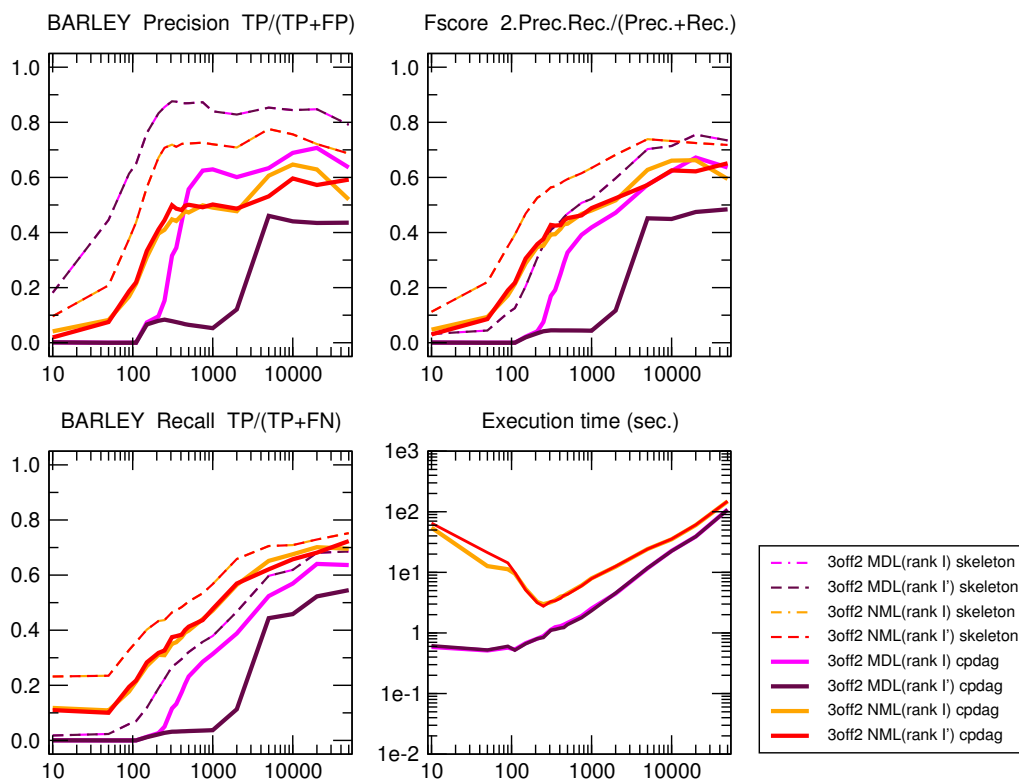 BARLEY Precision TP/(TP+FP)
Fscore 2.Prec.Rec./(Prec.+Rec.)
1.0
0.8
0.6
0.4
0.2
0.0
10 100 1000 10000
1.0
0.8
0.6
0.4
0.2
0.0
10 100 1000 10000
BARLEY Recall TP/(TP+FN)
Execution time (sec.)
1.0
0.8
0.6
0.4
0.2
0.0
10 100 1000 10000
1e3
1e2
1e1
1
1e-1
1e-2
10 100 1000 10000
3off2 MDL(rank I) skeleton
3off2 MDL(rank I') skeleton
3off2 NML(rank I) skeleton
3off2 NML(rank I') skeleton
3off2 MDL(rank I) cpdag
3off2 MDL(rank I') cpdag
3off2 NML(rank I) cpdag
3off2 NML(rank I') cpdag